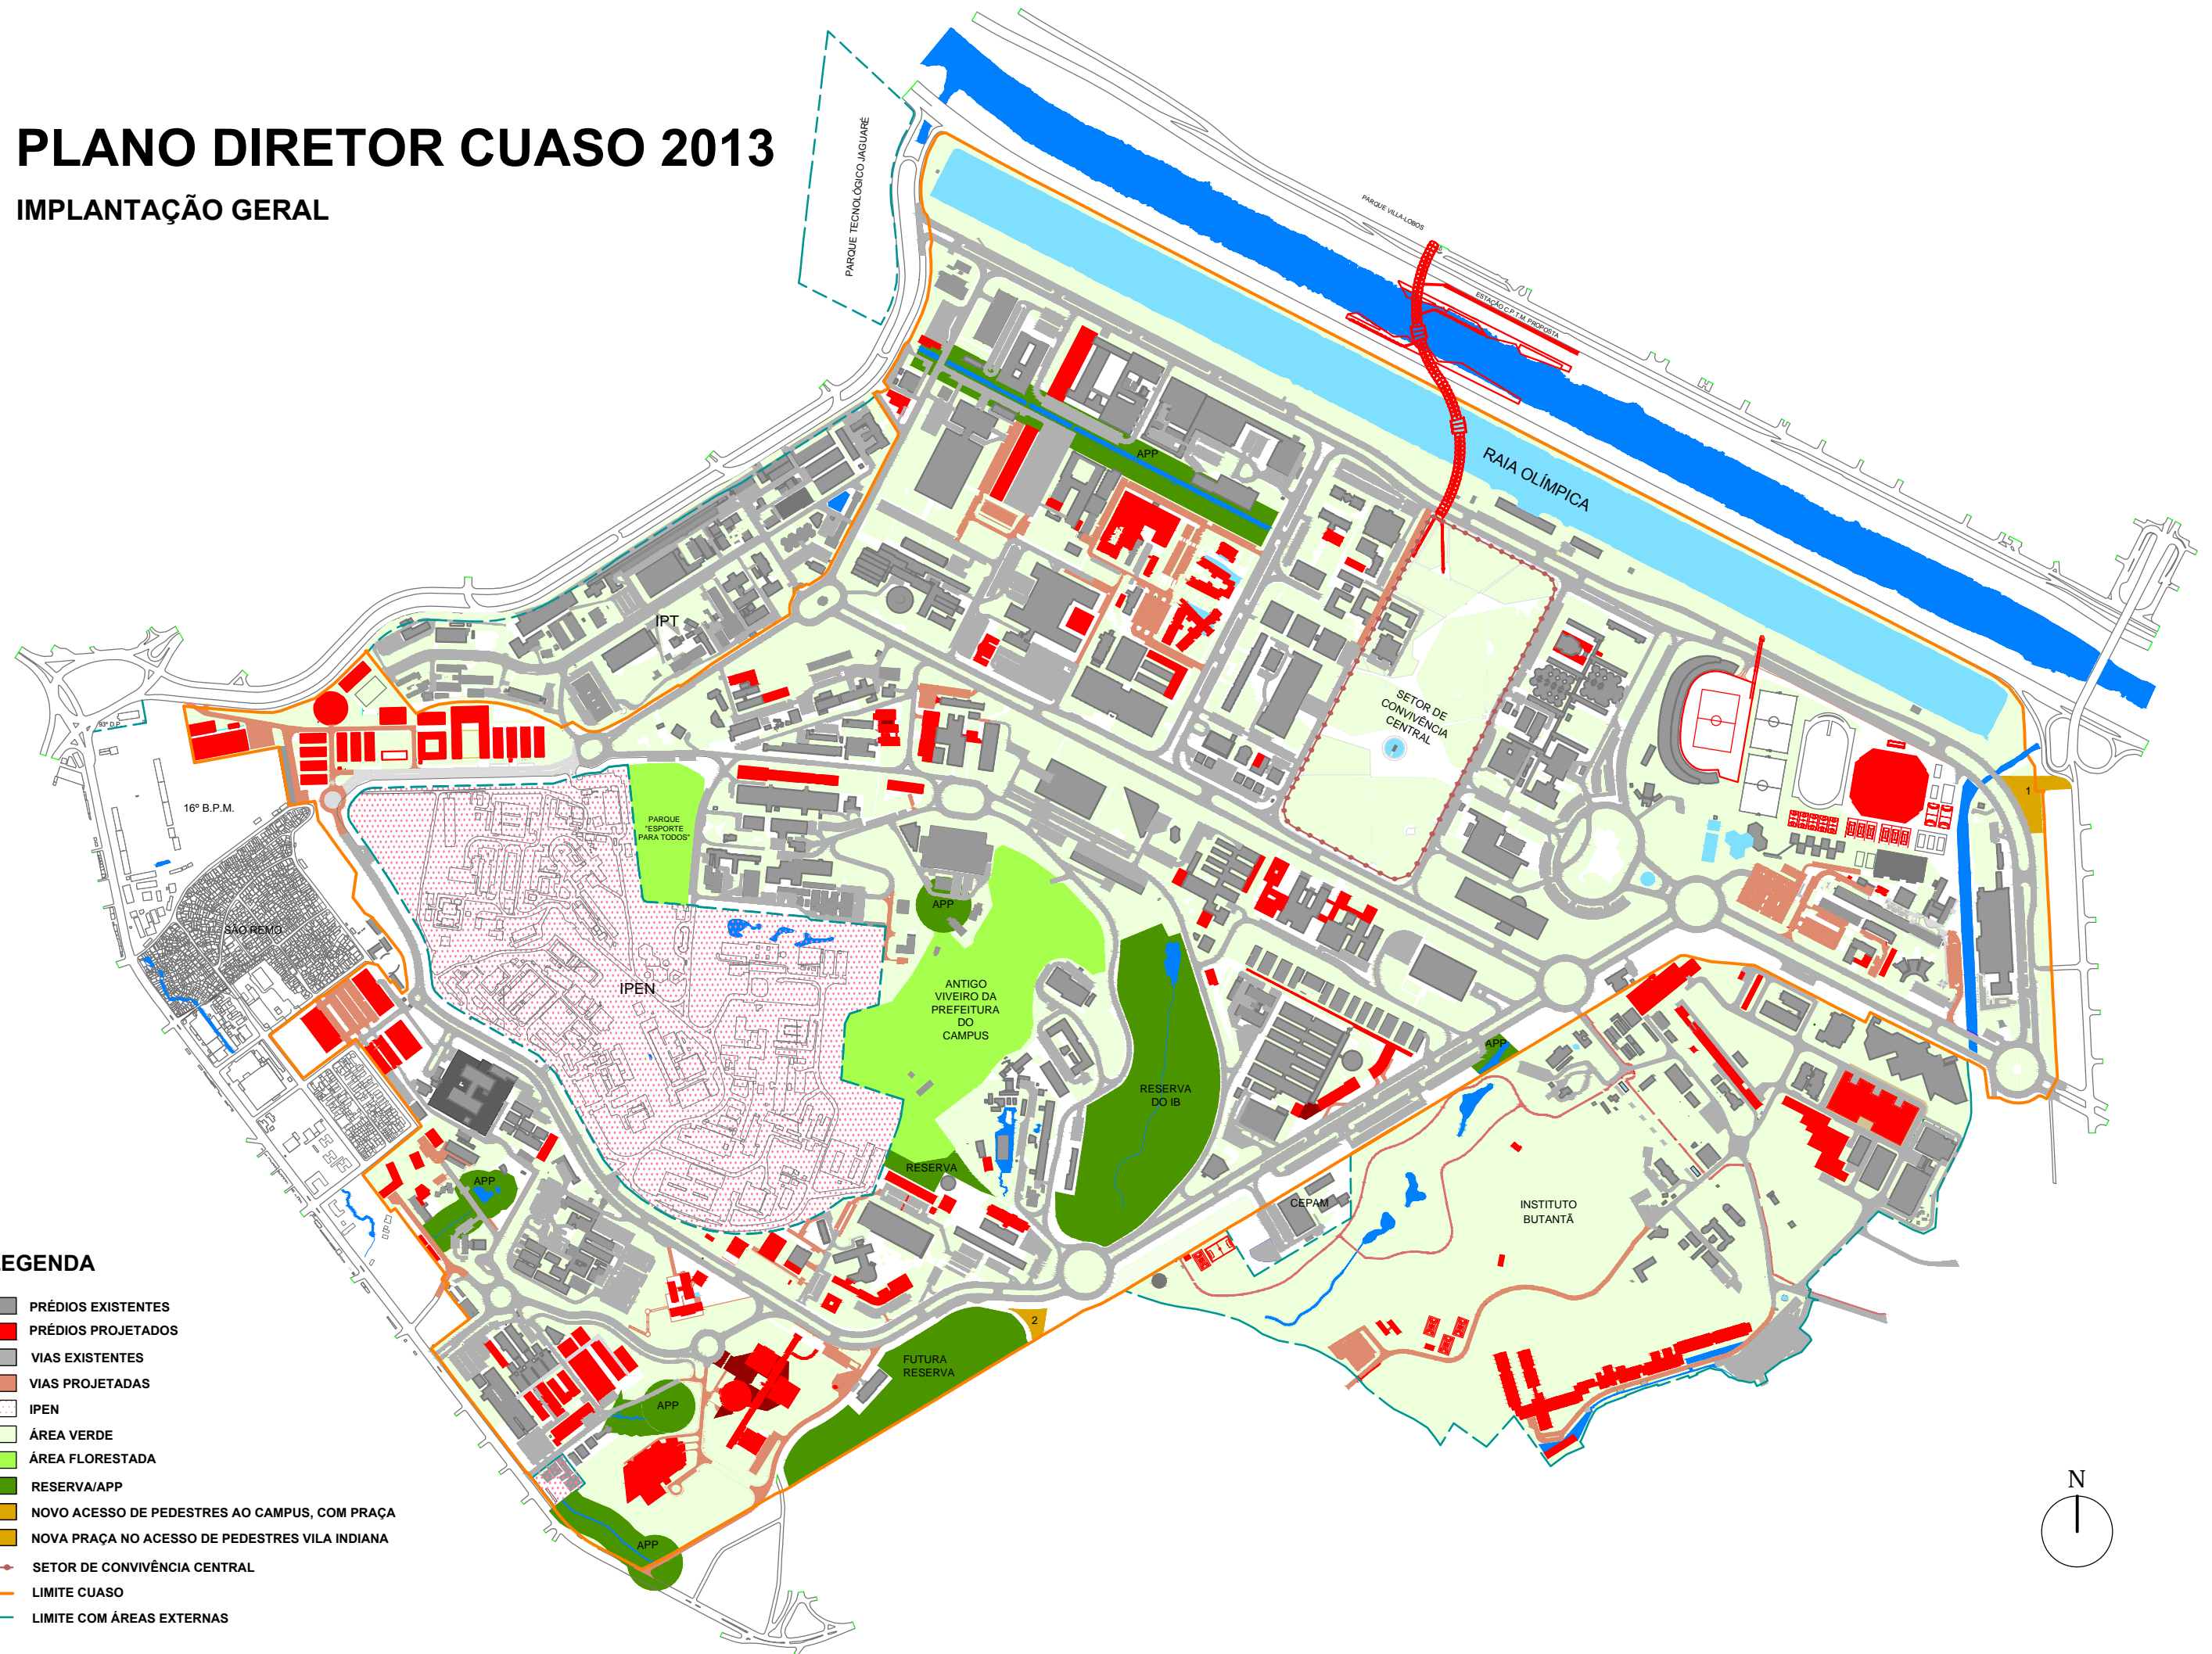 PLANO DIRETOR CUASO 2013
IMPLANTAÇÃO GERAL
PARQUE TECNOLÓGICO JAGUARÉ
PARQUE VILLA-LOBOS
ESTAÇÃO C.P.T.M. PROPOSTA
RAIA OLÍMPICA
APP
IPT
SETOR DE
CONVIVÊNCIA
CENTRAL
93º D.P.
16º B.P.M.
PARQUE
"ESPORTE
PARA TODOS"
1
APP
SÃO REMO
IPEN
ANTIGO
VIVEIRO DA
PREFEITURA
DO
CAMPUS
APP
RESERVA
DO IB
RESERVA
APP
CEPAM
INSTITUTO
BUTANTÃ
2
FUTURA
RESERVA
APP
APP
EGENDA
PRÉDIOS EXISTENTES
PRÉDIOS PROJETADOS
VIAS EXISTENTES
VIAS PROJETADAS
IPEN
ÁREA VERDE
ÁREA FLORESTADA
RESERVA/APP
NOVO ACESSO DE PEDESTRES AO CAMPUS, COM PRAÇA
NOVA PRAÇA NO ACESSO DE PEDESTRES VILA INDIANA
SETOR DE CONVIVÊNCIA CENTRAL
LIMITE CUASO
LIMITE COM ÁREAS EXTERNAS
N